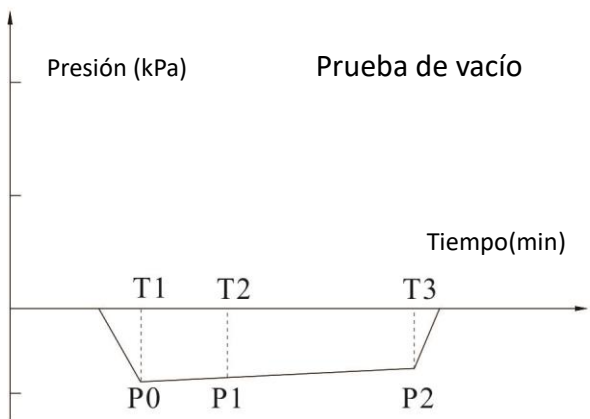 Presión (kPa)
Prueba de vacío
Tiempo(min)
T1 T2 T3
P0 P1 P2